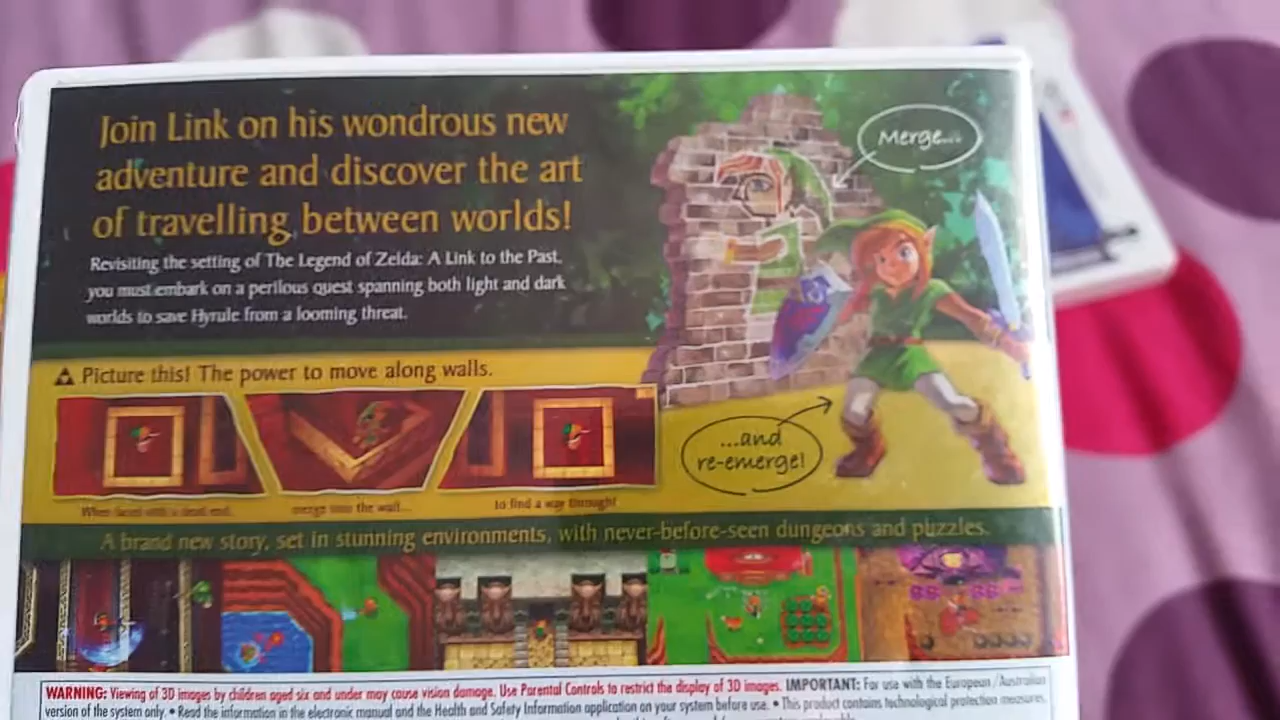 Join Link on his wondrous new
adventure and discover the art
of travelling between worlds!
Revisiting the setting of The Legend of Zelda: A Link to the Past,
you must embark on a perilous quest spanning both light and dark
worlds to save Hyrule from a looming threat.
Merge...
Picture this! The power to move along walls.
...and
re-emerge!
When faced with a dead end,
merge into the wall...
to find a way through!
A brand new story, set in stunning environments, with never-before-seen dungeons and puzzles.
WARNING: Viewing of 3D images by children aged six and under may cause vision damage. Use Parental Controls to restrict the display of 3D images. IMPORTANT: For use with the European/Australian
version of the system only. • Read the information in the electronic manual and the Health and Safety Information application on your system before use. • This product contains technological protection measures.